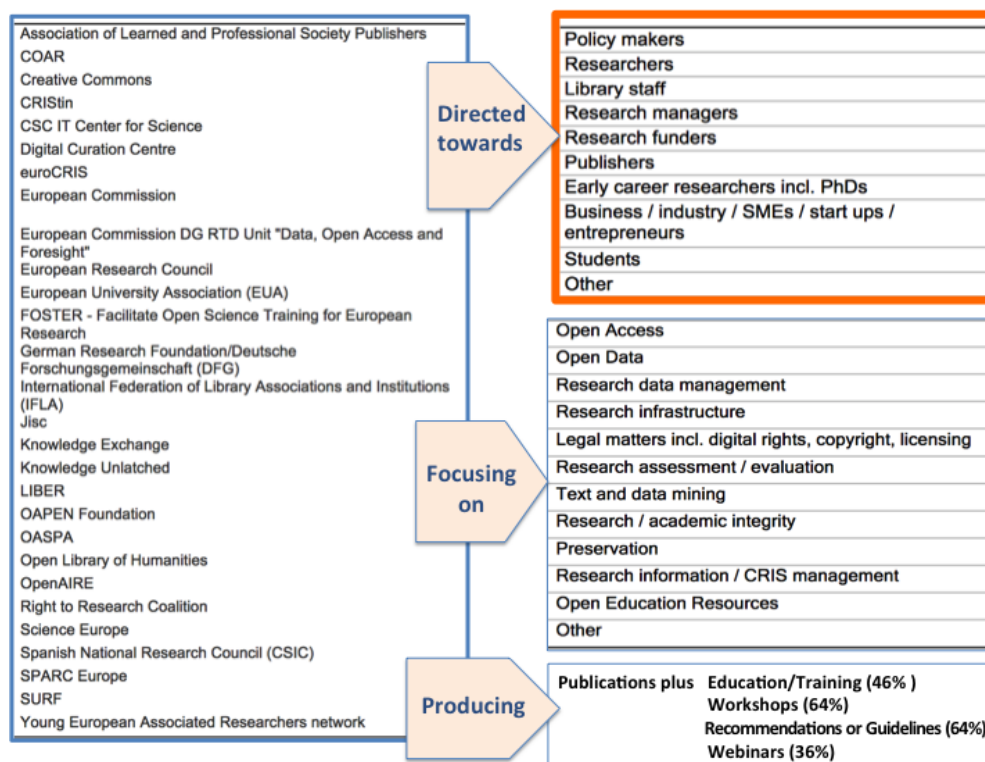 Association of Learned and Professional Society Publishers
COAR
Creative Commons
CRIStin
CSC IT Center for Science
Digital Curation Centre
euroCRIS
European Commission
European Commission DG RTD Unit "Data, Open Access and
Foresight"
European Research Council
European University Association (EUA)
FOSTER - Facilitate Open Science Training for European
Research
German Research Foundation/Deutsche
Forschungsgemeinschaft (DFG)
International Federation of Library Associations and Institutions
(IFLA)
Jisc
Knowledge Exchange
Knowledge Unlatched
LIBER
OAPEN Foundation
OASPA
Open Library of Humanities
OpenAIRE
Right to Research Coalition
Science Europe
Spanish National Research Council (CSIC)
SPARC Europe
SURF
Young European Associated Researchers network
Directed
towards
Policy makers
Researchers
Library staff
Research managers
Research funders
Publishers
Early career researchers incl. PhDs
Business / industry / SMEs / start ups /
entrepreneurs
Students
Other
Focusing
on
Open Access
Open Data
Research data management
Research infrastructure
Legal matters incl. digital rights, copyright, licensing
Research assessment / evaluation
Text and data mining
Research / academic integrity
Preservation
Research information / CRIS management
Open Education Resources
Other
Producing
Publications plus Education/Training (46% )
Workshops (64%)
Recommendations or Guidelines (64%)
Webinars (36%)